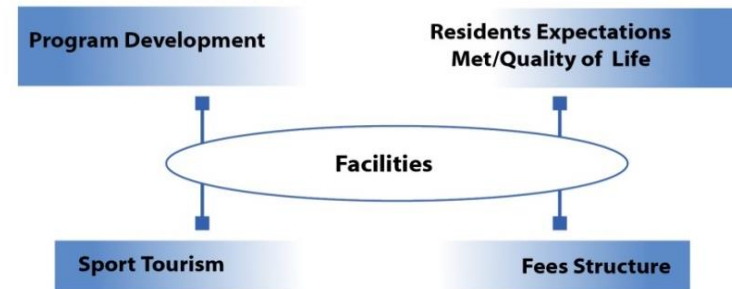 Program Development
Residents Expectations
Met/Quality of Life
Facilities
Sport Tourism
Fees Structure